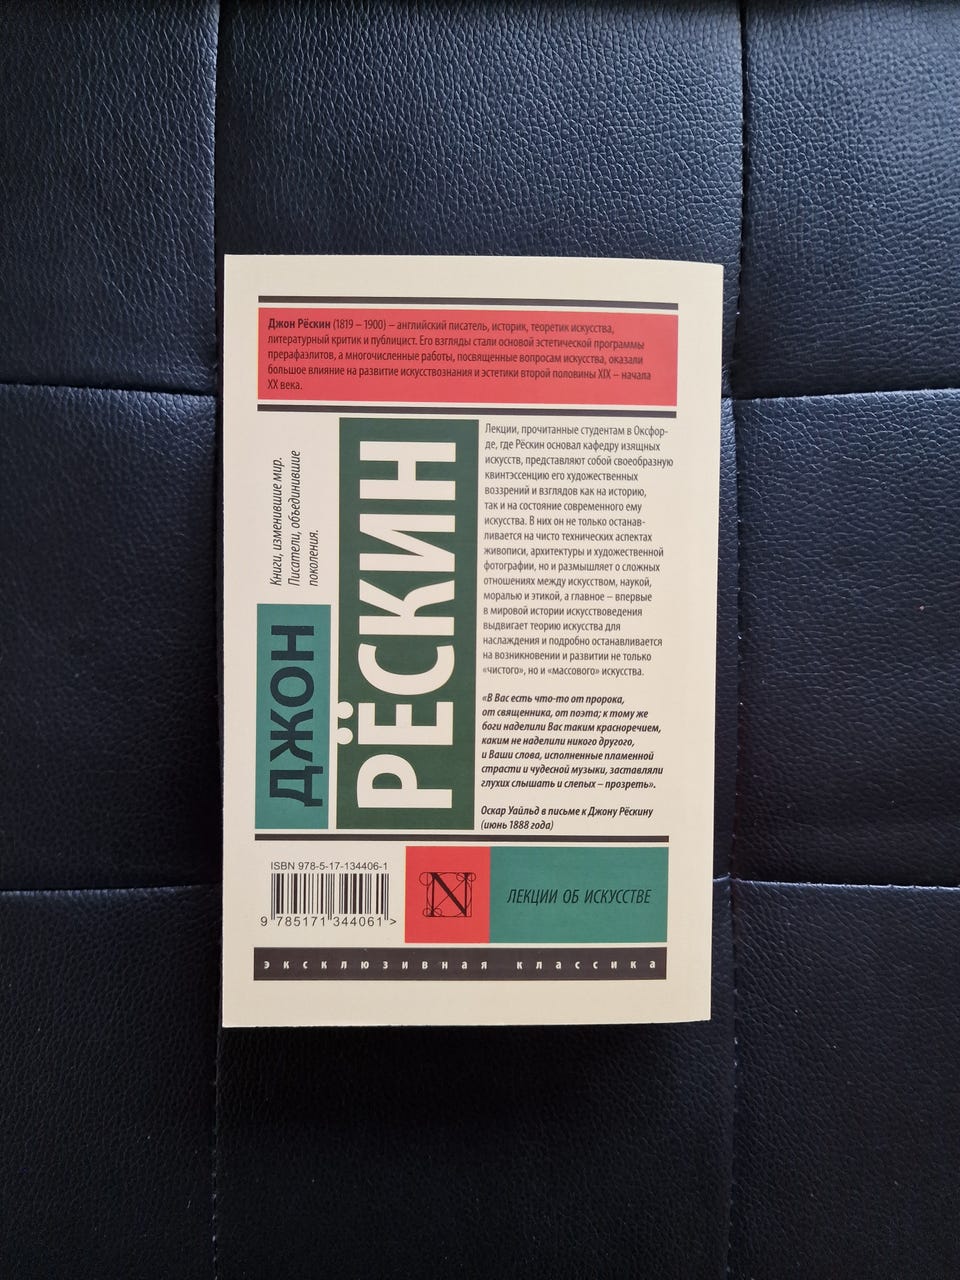 Джон Рёскин (1819 – 1900) – английский писатель, историк, теоретик искусства,
литературный критик и публицист. Его взгляды стали основой эстетической программы
прерафаэлитов, а многочисленные работы, посвященные вопросам искусства, оказали
большое влияние на развитие искусствознания и эстетики второй половины XIX – начала
XX века.
Книги, изменившие мир.
Писатели, объединившие
поколения.
ДЖОН
РЁСКИН
Лекции, прочитанные студентам в Оксфор-
де, где Рёскин основал кафедру изящных
искусств, представляют собой своеобразную
квинтэссенцию его художественных
воззрений и взглядов как на историю,
так и на состояние современного ему
искусства. В них он не только останав-
ливается на чисто технических аспектах
живописи, архитектуры и художественной
фотографии, но и размышляет о сложных
отношениях между искусством, наукой,
моралью и этикой, а главное – впервые
в мировой истории искусствоведения
выдвигает теорию искусства для
наслаждения и подробно останавливается
на возникновении и развитии не только
«чистого», но и «массового» искусства.
«В Вас есть что-то от пророка,
от священника, от поэта; к тому же
боги наделили Вас таким красноречием,
каким не наделили никого другого,
и Ваши слова, исполненные пламенной
страсти и чудесной музыки, заставляли
глухих слышать и слепых – прозреть».
Оскар Уайльд в письме к Джону Рёскину
(июнь 1888 года)
ISBN 978-5-17-134406-1
9 785171 344061 >
N
ЛЕКЦИИ ОБ ИСКУССТВЕ
эксклюзивная классика